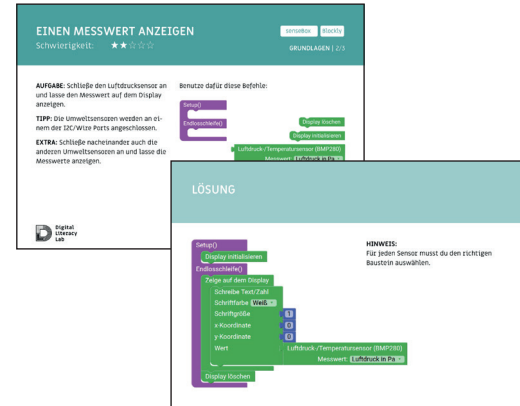 EINEN MESSWERT ANZEIGEN
Schwierigkeit: ★★☆☆☆
senseBox
Blockly
GRUNDLAGEN | 2/3
AUFGABE: Schließe den Luftdrucksensor an
und lasse den Messwert auf dem Display
anzeigen.
TIPP: Die Umweltsensoren werden an ei-
nem der I2C/Wire Ports angeschlossen.
EXTRA: Schließe nacheinander auch die
anderen Umweltsensoren an und lasse die
Messwerte anzeigen.
Benutze dafür diese Befehle:
Setup()
Endlosschleife()
Display löschen
Display initialisieren
Luftdruck-/Temperatursensor (BMP280)
Messwert: Luftdruck in Pa
Digital
Literacy
Lab
LÖSUNG
Setup()
Display initialisieren
Endlosschleife()
Zeige auf dem Display
Schreibe Text/Zahl
Schriftfarbe Weiß
Schriftgröße 1
x-Koordinate 0
y-Koordinate 0
Wert Luftdruck-/Temperatursensor (BMP280)
Messwert: Luftdruck in Pa
Display löschen
HINWEIS:
Für jeden Sensor musst du den richtigen
Baustein auswählen.